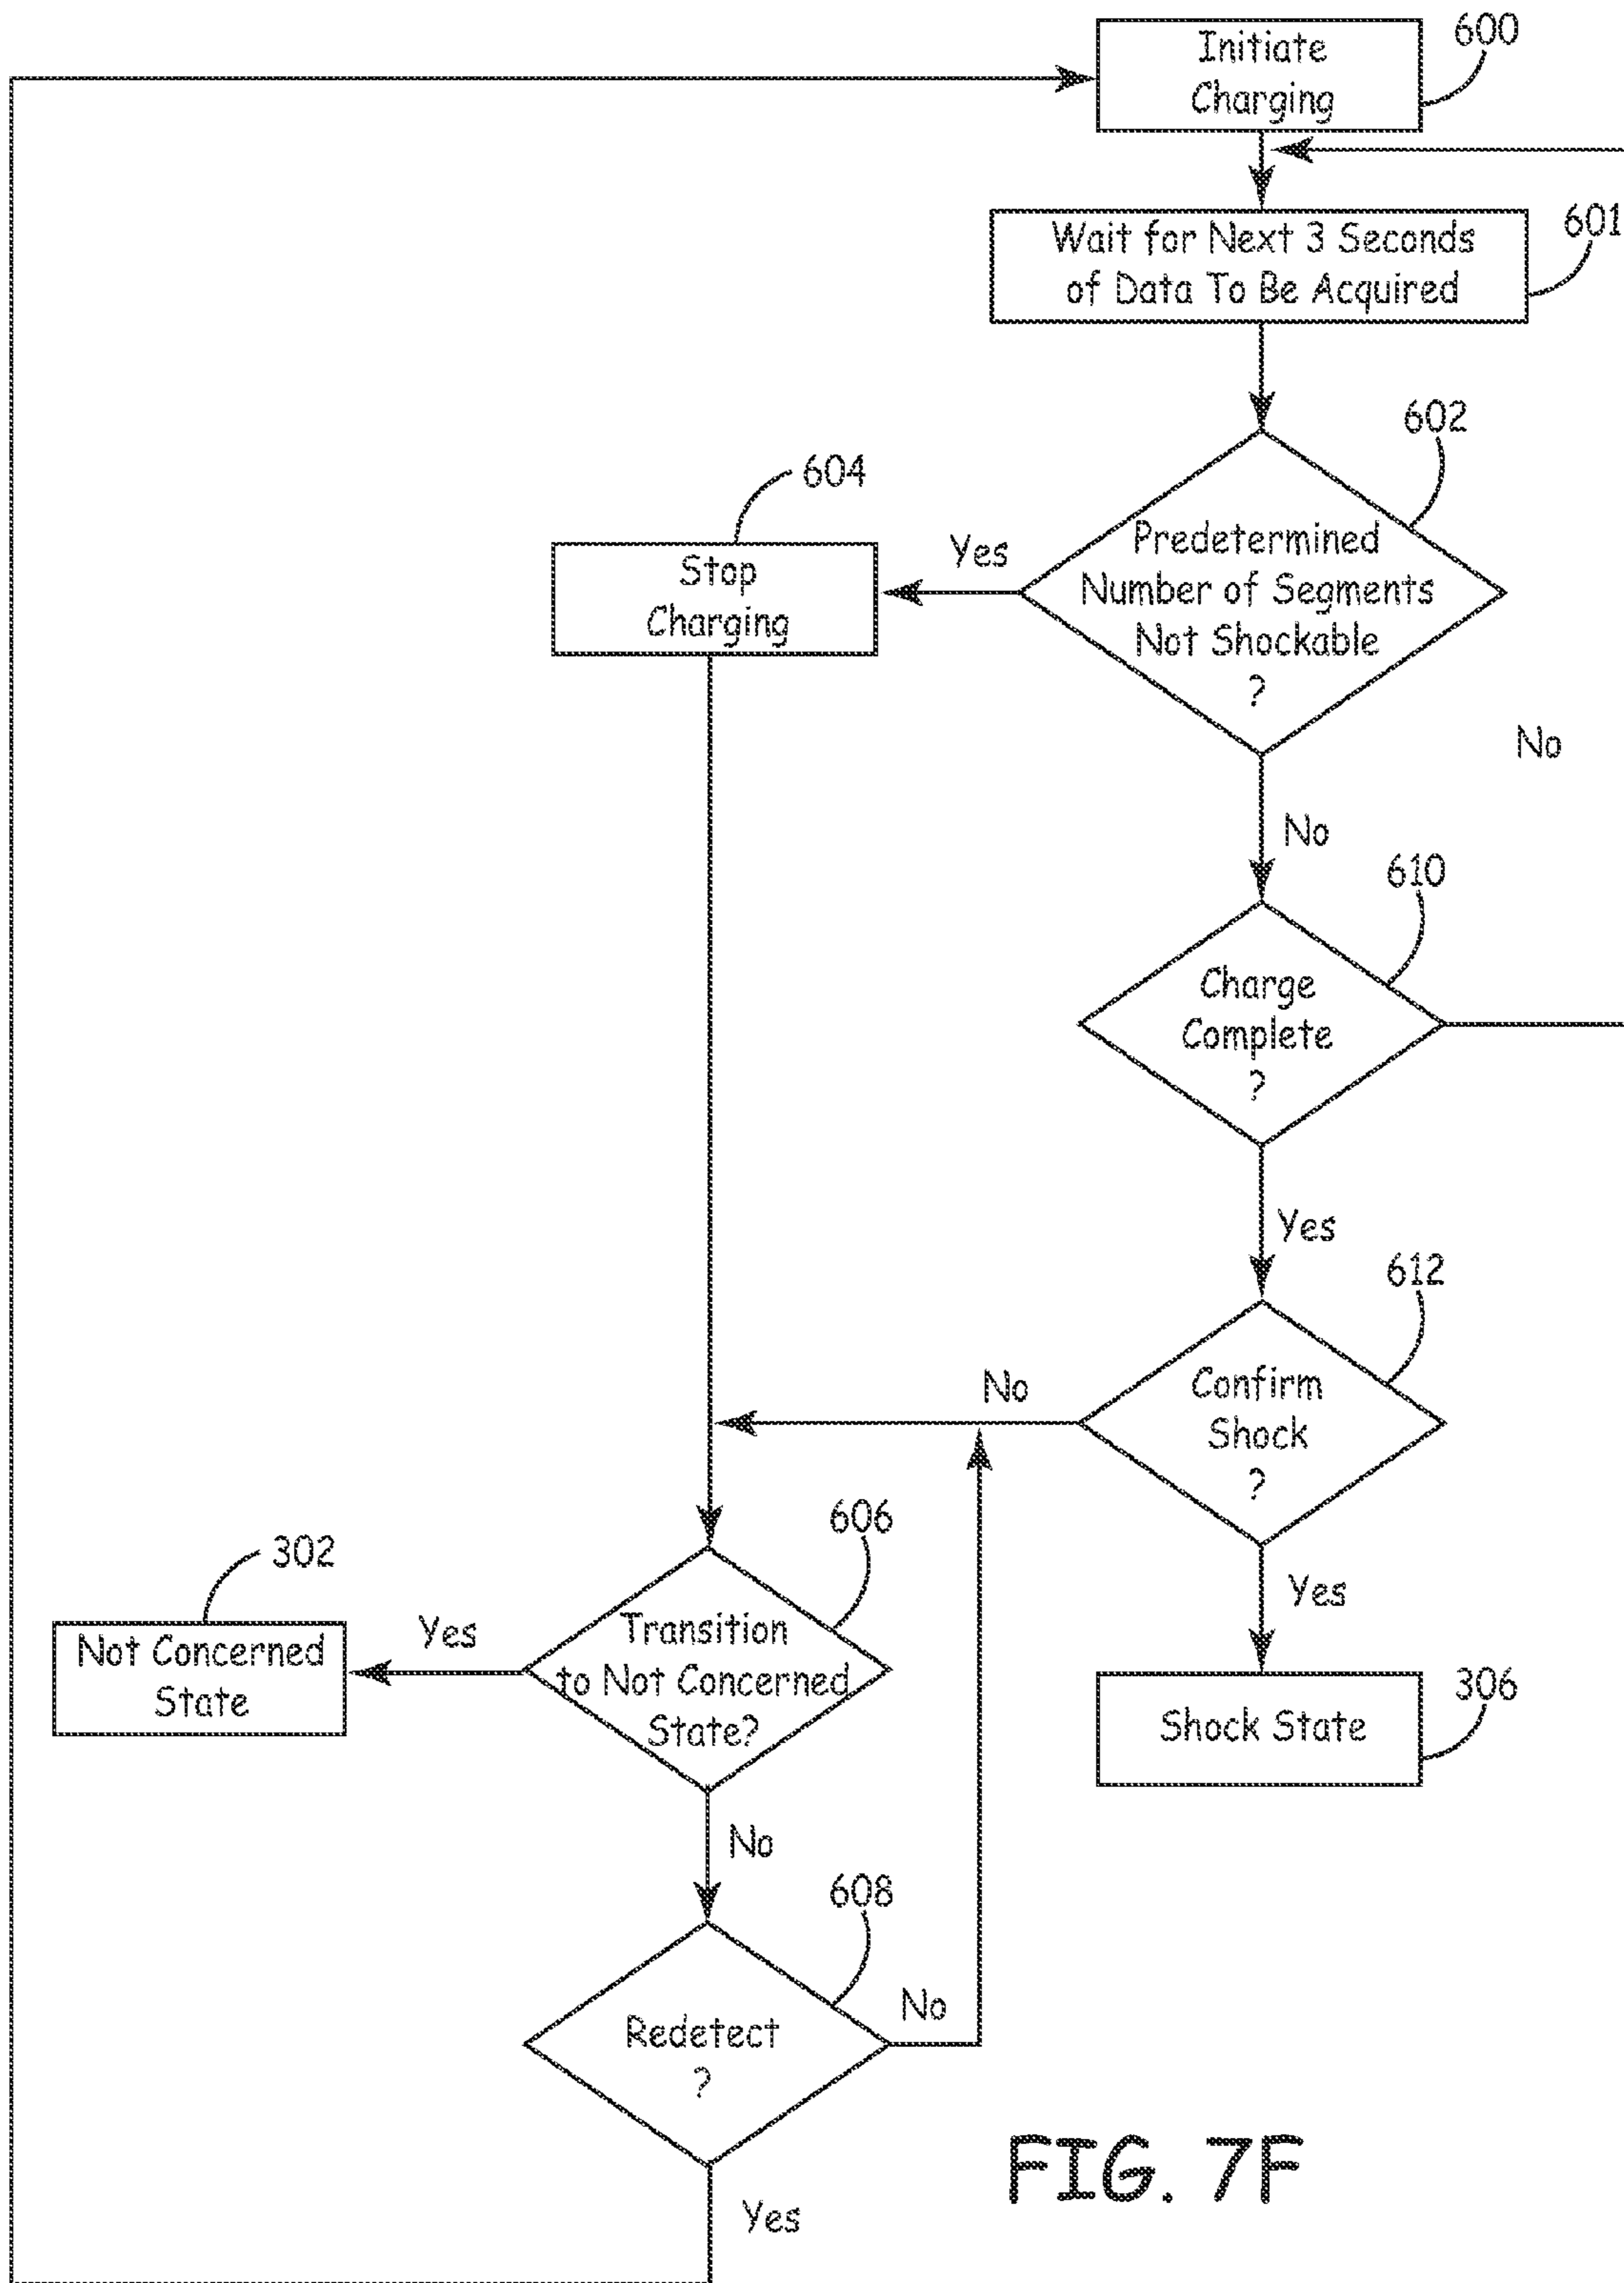 Initiate
Charging
600
Wait for Next 3 Seconds
of Data To Be Acquired
601
602
604
Stop
Charging
Yes
Predetermined
Number of Segments
Not Shockable
?
No
No
610
Charge
Complete
?
Yes
612
No
Confirm
Shock
?
606
302
Yes
Not Concerned
State
Transition
to Not Concerned
State?
Yes
306
Shock State
No
608
Redetect
?
No
Yes
FIG. 7F